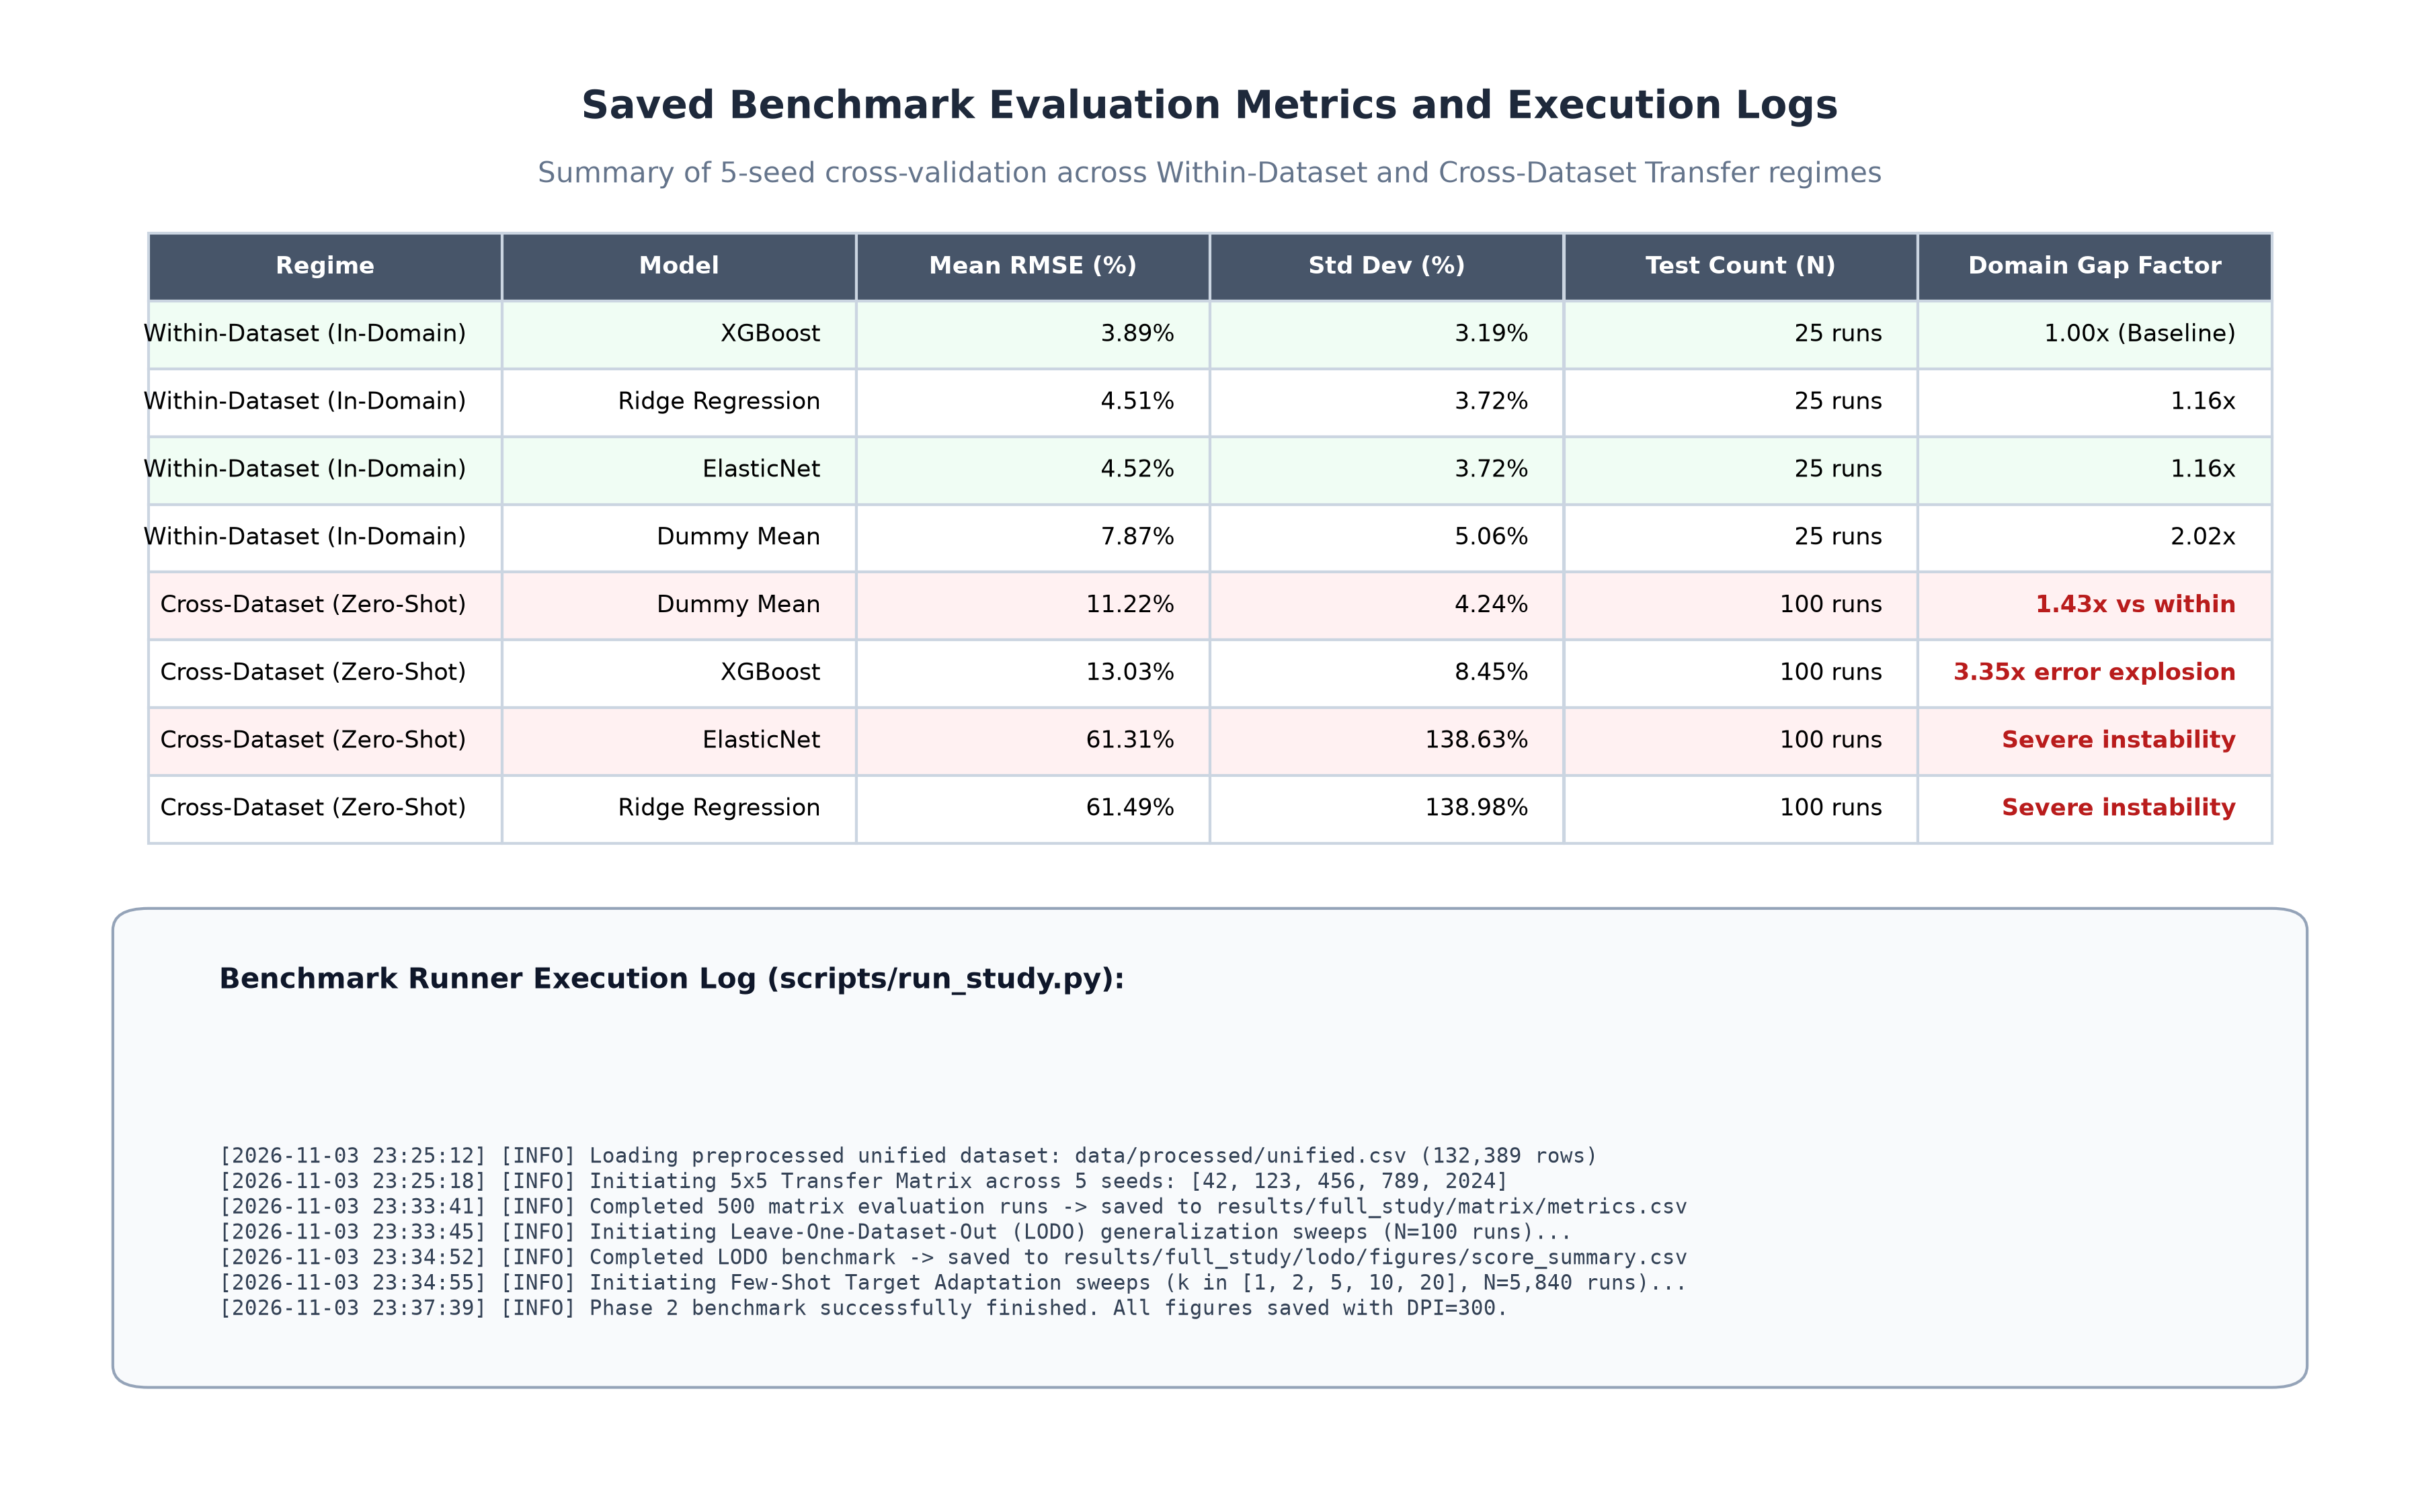 Saved Benchmark Evaluation Metrics and Execution Logs
Summary of 5-seed cross-validation across Within-Dataset and Cross-Dataset Transfer regimes
Regime Model Mean RMSE (%) Std Dev (%) Test Count (N) Domain Gap Factor
Within-Dataset (In-Domain) XGBoost 3.89% 3.19% 25 runs 1.00x (Baseline)
Within-Dataset (In-Domain) Ridge Regression 4.51% 3.72% 25 runs 1.16x
Within-Dataset (In-Domain) ElasticNet 4.52% 3.72% 25 runs 1.16x
Within-Dataset (In-Domain) Dummy Mean 7.87% 5.06% 25 runs 2.02x
Cross-Dataset (Zero-Shot) Dummy Mean 11.22% 4.24% 100 runs 1.43x vs within
Cross-Dataset (Zero-Shot) XGBoost 13.03% 8.45% 100 runs 3.35x error explosion
Cross-Dataset (Zero-Shot) ElasticNet 61.31% 138.63% 100 runs Severe instability
Cross-Dataset (Zero-Shot) Ridge Regression 61.49% 138.98% 100 runs Severe instability
Benchmark Runner Execution Log (scripts/run_study.py):
[2026-11-03 23:25:12] [INFO] Loading preprocessed unified dataset: data/processed/unified.csv (132,389 rows)
[2026-11-03 23:25:18] [INFO] Initiating 5x5 Transfer Matrix across 5 seeds: [42, 123, 456, 789, 2024]
[2026-11-03 23:33:41] [INFO] Completed 500 matrix evaluation runs -> saved to results/full_study/matrix/metrics.csv
[2026-11-03 23:33:45] [INFO] Initiating Leave-One-Dataset-Out (LODO) generalization sweeps (N=100 runs)...
[2026-11-03 23:34:52] [INFO] Completed LODO benchmark -> saved to results/full_study/lodo/figures/score_summary.csv
[2026-11-03 23:34:55] [INFO] Initiating Few-Shot Target Adaptation sweeps (k in [1, 2, 5, 10, 20], N=5,840 runs)...
[2026-11-03 23:37:39] [INFO] Phase 2 benchmark successfully finished. All figures saved with DPI=300.